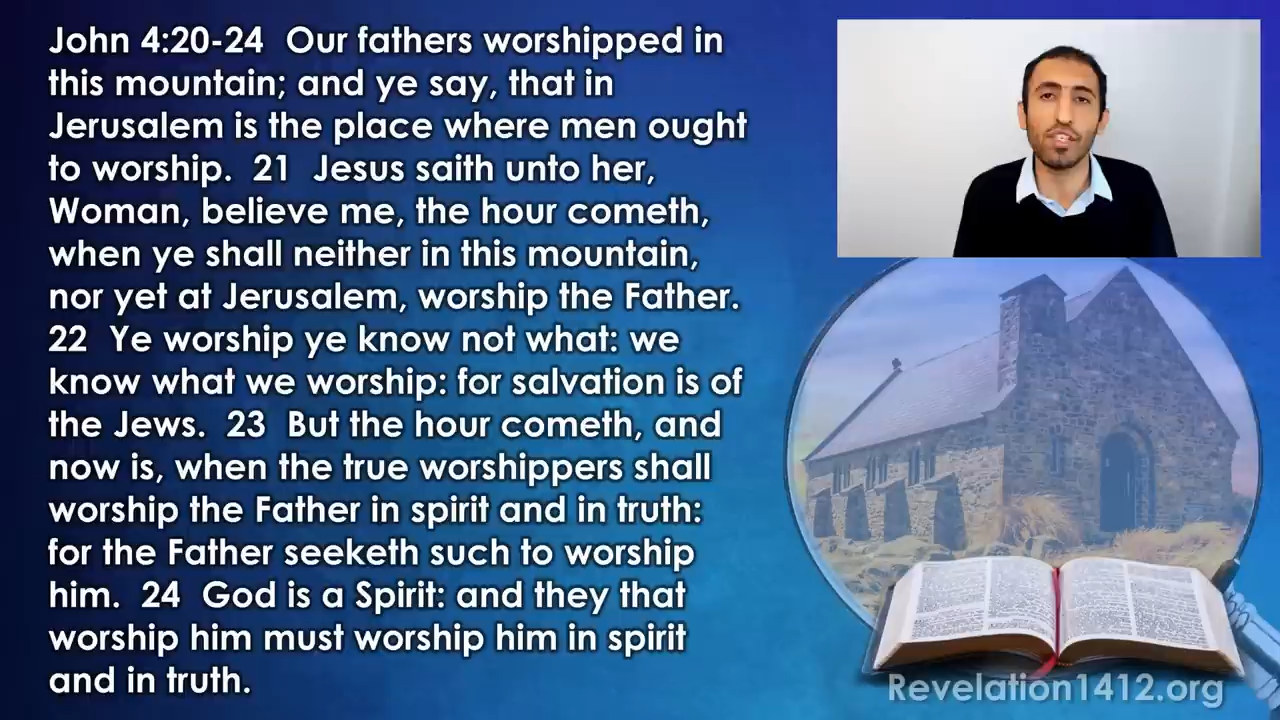 John 4:20-24 Our fathers worshipped in
this mountain; and ye say, that in
Jerusalem is the place where men ought
to worship. 21 Jesus saith unto her,
Woman, believe me, the hour cometh,
when ye shall neither in this mountain,
nor yet at Jerusalem, worship the Father.
22 Ye worship ye know not what: we
know what we worship: for salvation is of
the Jews. 23 But the hour cometh, and
now is, when the true worshippers shall
worship the Father in spirit and in truth:
for the Father seeketh such to worship
him. 24 God is a Spirit: and they that
worship him must worship him in spirit
and in truth.
Revelation1412.org